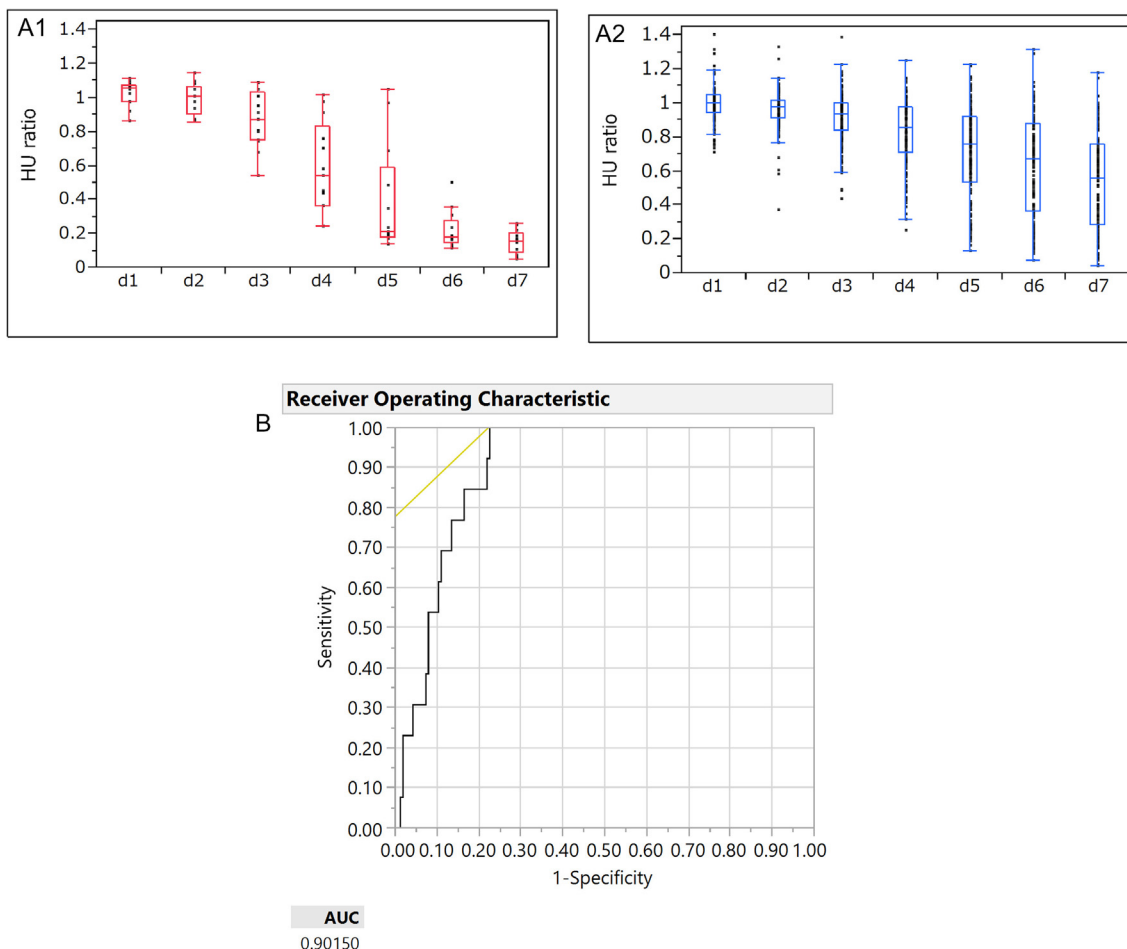 A1
1.4
1.2
1
0.8
0.6
0.4
0.2
0
HU ratio
d1 d2 d3 d4 d5 d6 d7
A2
1.4
1.2
1
0.8
0.6
0.4
0.2
0
HU ratio
d1 d2 d3 d4 d5 d6 d7
Receiver Operating Characteristic
B
1.00
0.90
0.80
0.70
0.60
0.50
0.40
0.30
0.20
0.10
0.00
Sensitivity
0.00 0.10 0.20 0.30 0.40 0.50 0.60 0.70 0.80 0.90 1.00
1-Specificity
AUC
0.90150